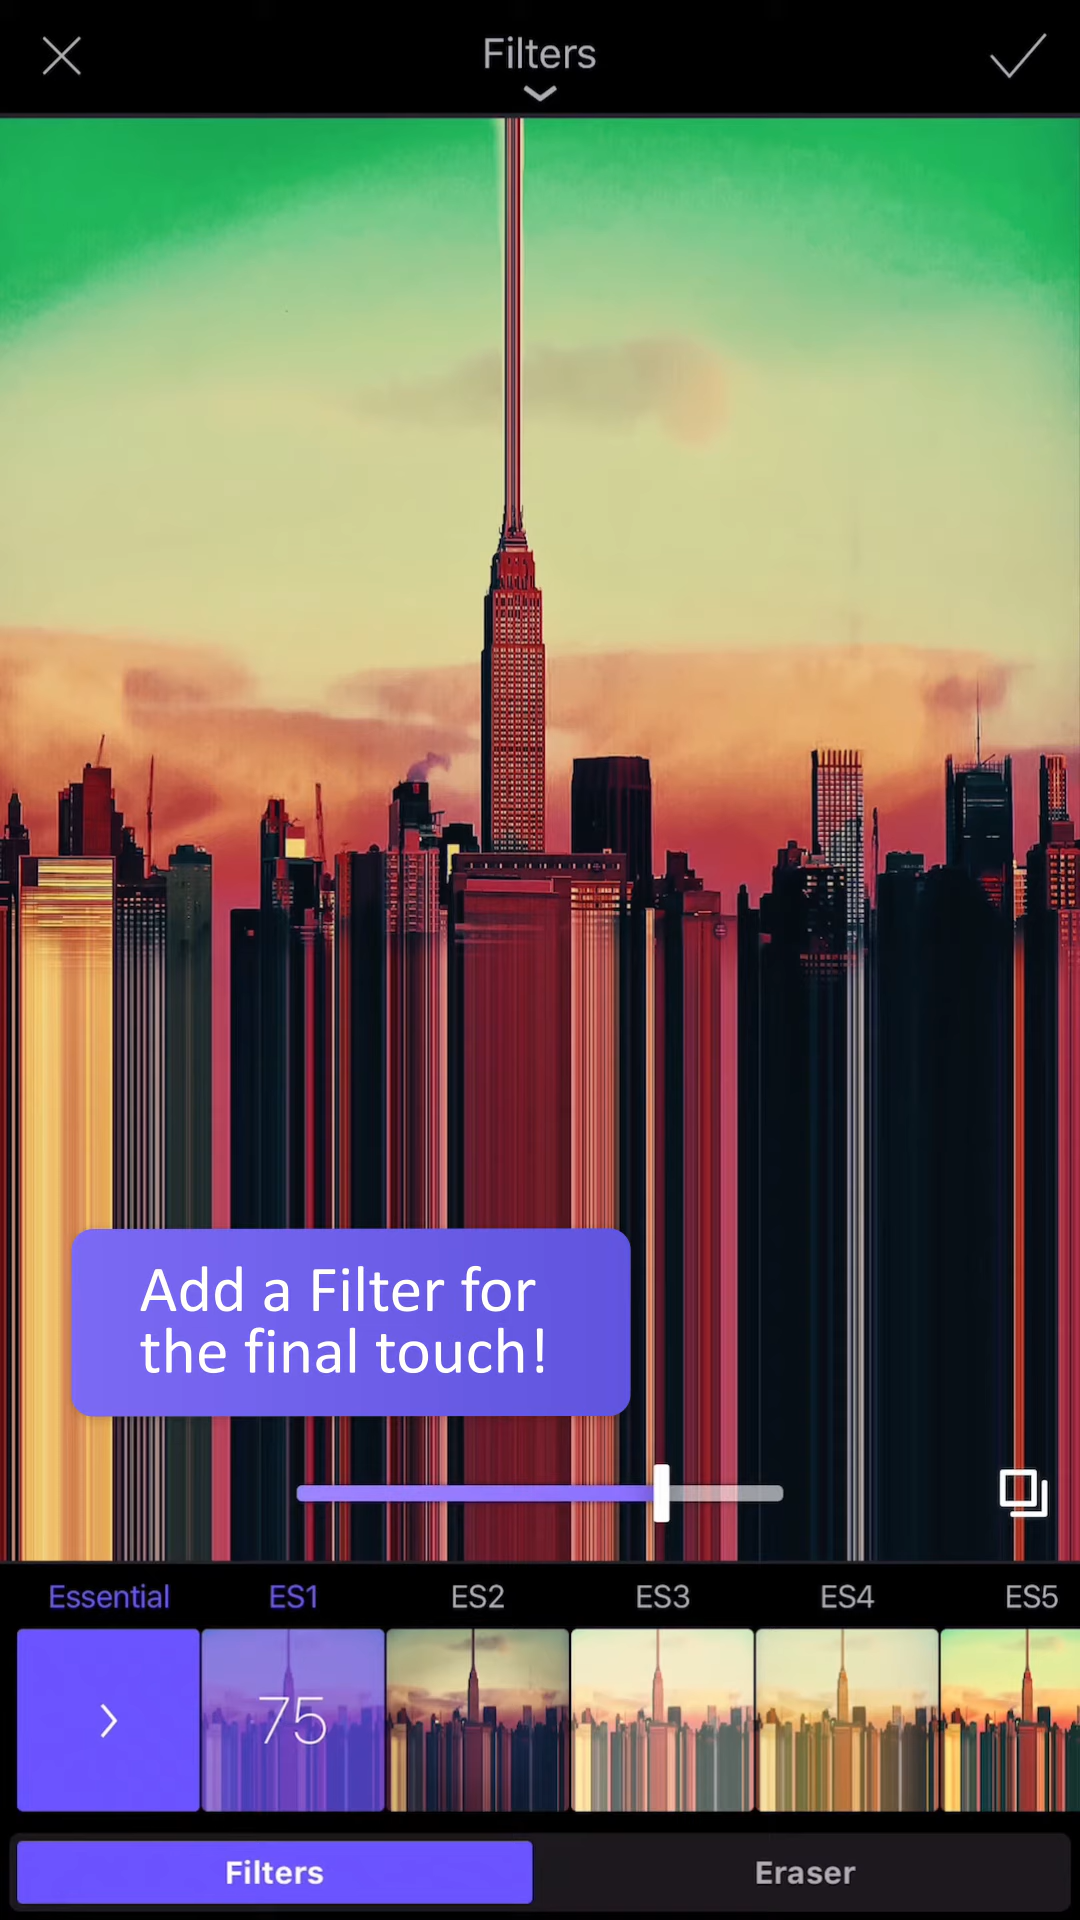 Filters
Add a Filter for
the final touch!
Essential ES1 ES2 ES3 ES4 ES5
75
Filters Eraser